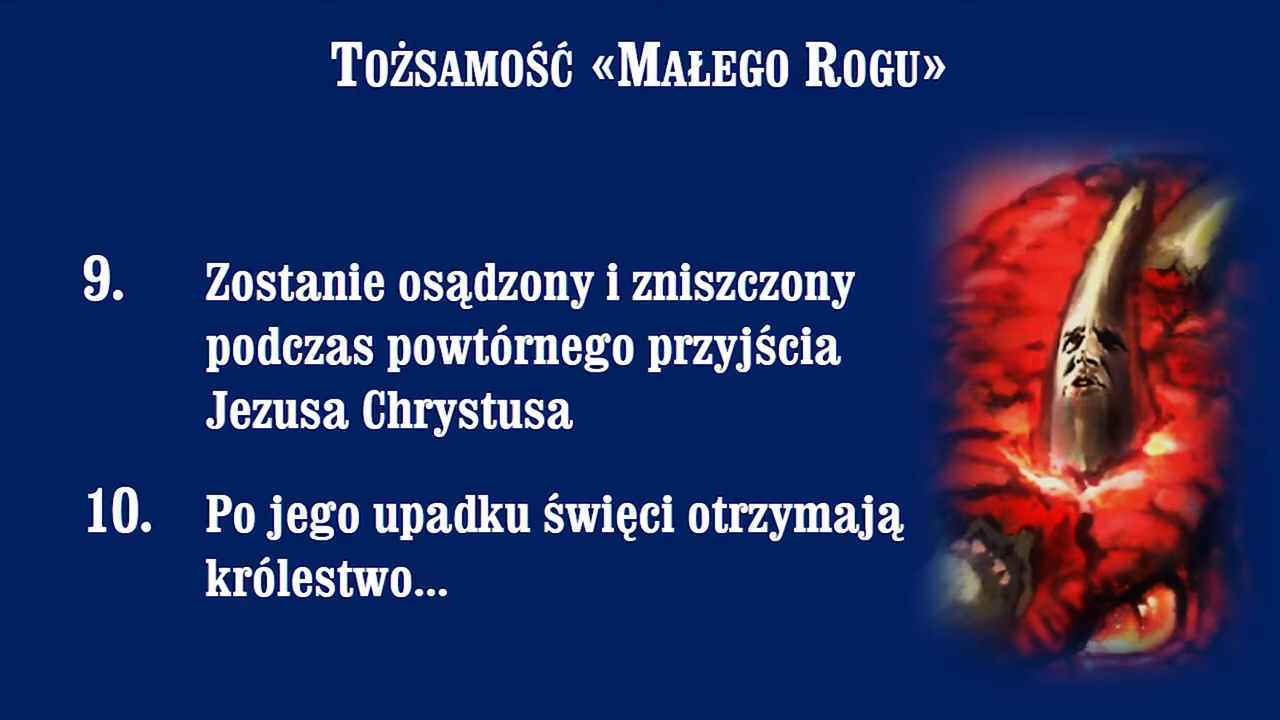 Tożsamość «Małego Rogu»
9. Zostanie osądzony i zniszczony
podczas powtórnego przyjścia
Jezusa Chrystusa
10. Po jego upadku święci otrzymają
królestwo...